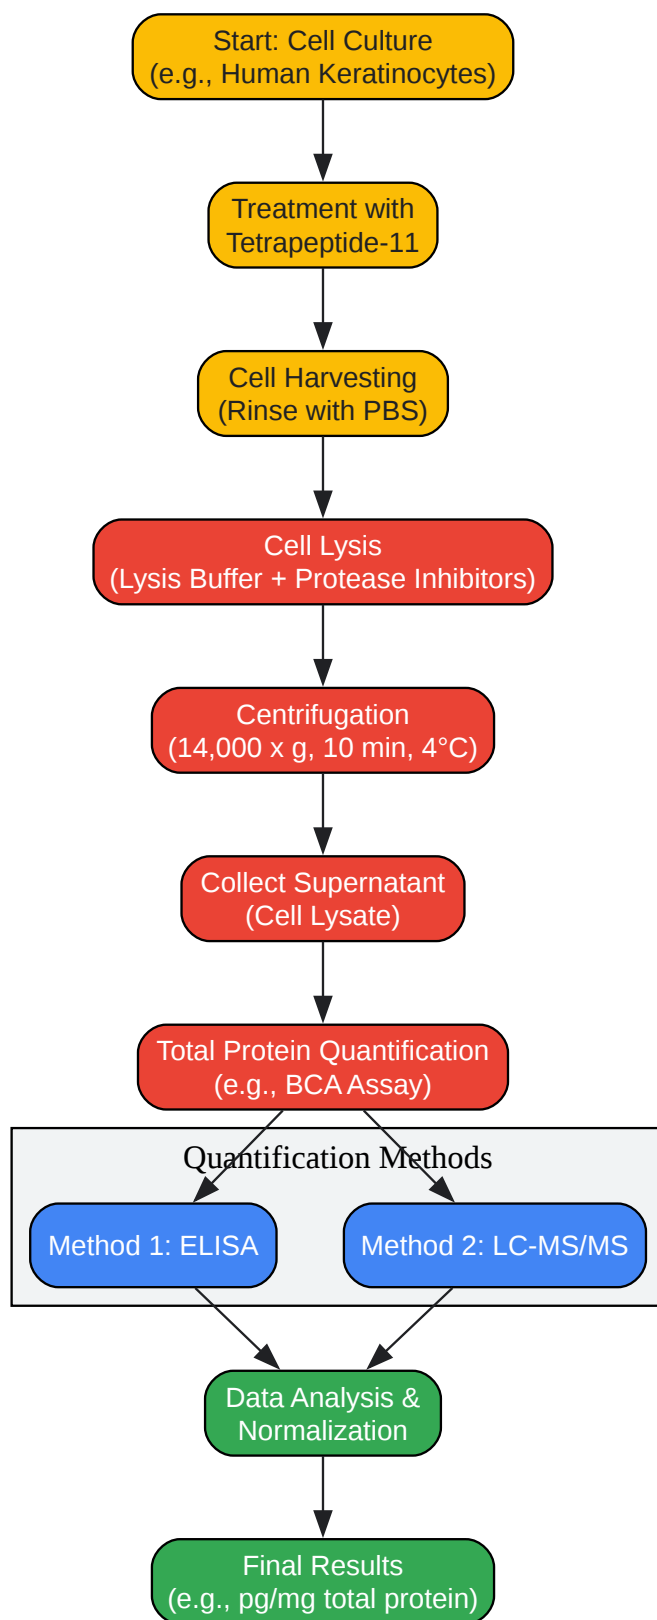 Start: Cell Culture
(e.g., Human Keratinocytes)
Treatment with
Tetrapeptide-11
Cell Harvesting
(Rinse with PBS)
Cell Lysis
(Lysis Buffer + Protease Inhibitors)
Centrifugation
(14,000 x g, 10 min, 4°C)
Collect Supernatant
(Cell Lysate)
Total Protein Quantification
(e.g., BCA Assay)
Quantification Methods
Method 1: ELISA
Method 2: LC-MS/MS
Data Analysis &
Normalization
Final Results
(e.g., pg/mg total protein)